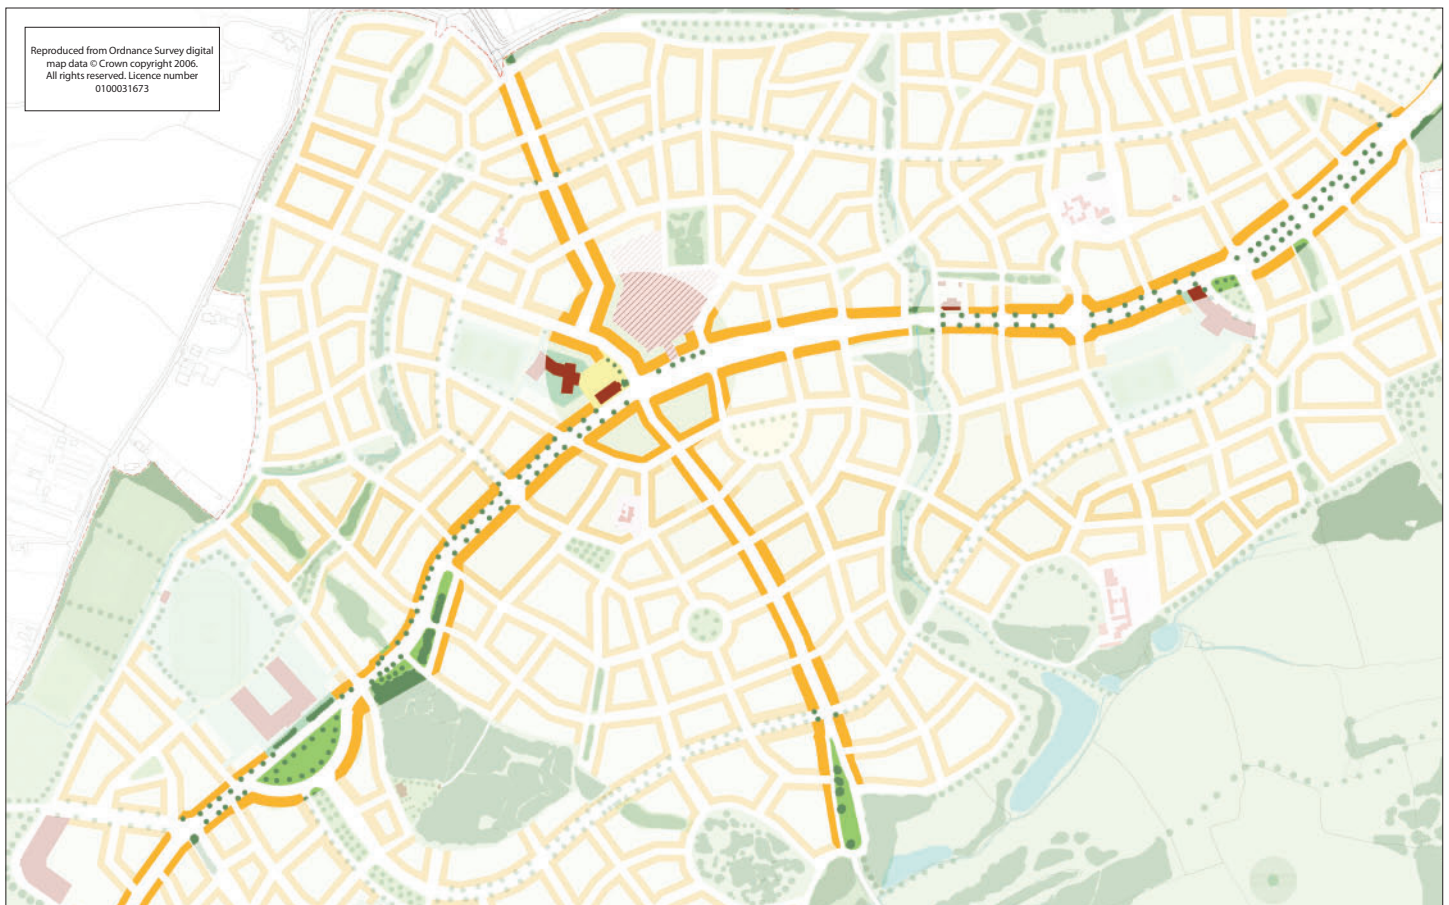 Reproduced from Ordnance Survey digital
map data © Crown copyright 2006.
All rights reserved. Licence number
0100031673